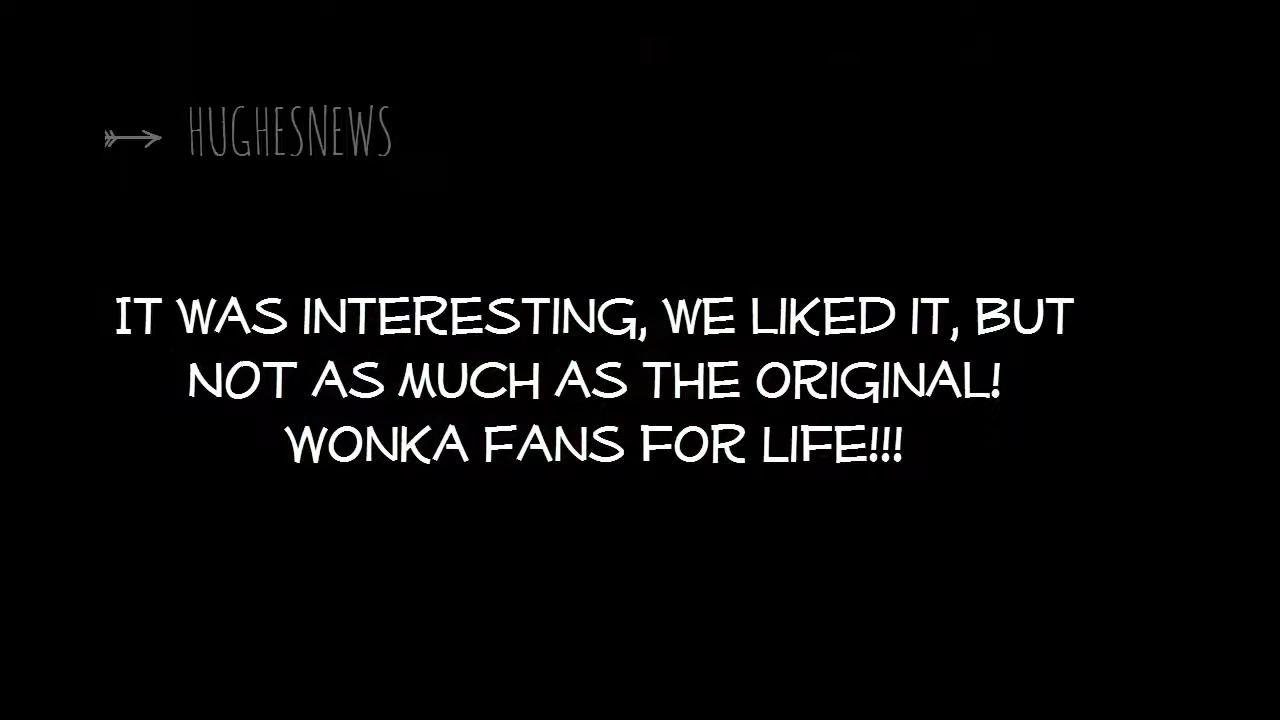 HUGHESNEWS
IT WAS INTERESTING, WE LIKED IT, BUT
NOT AS MUCH AS THE ORIGINAL!
WONKA FANS FOR LIFE!!!